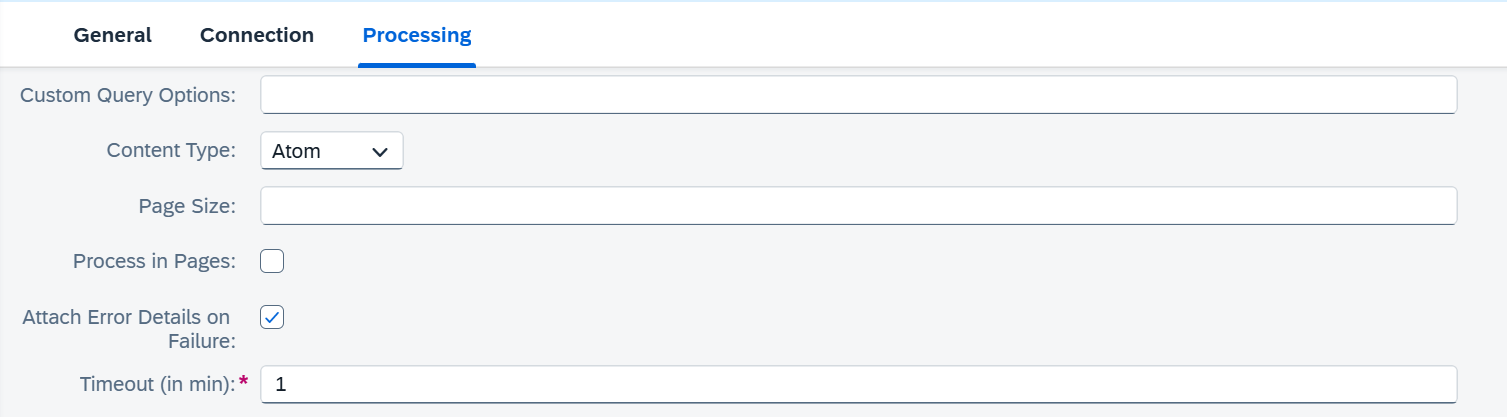 General Connection Processing
Custom Query Options:
Content Type: Atom
Page Size:
Process in Pages:
Attach Error Details on
Failure:
Timeout (in min):* 1